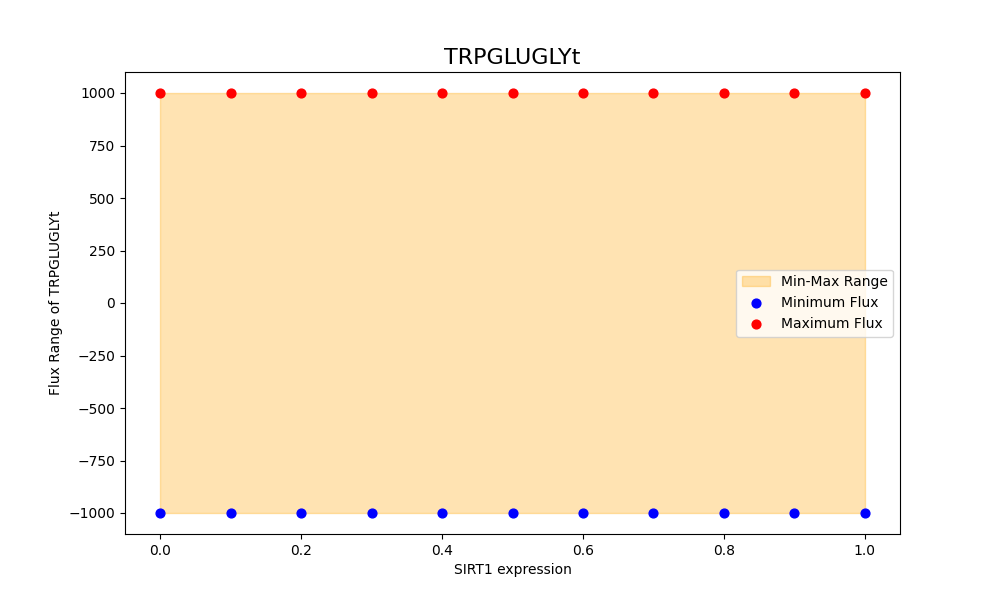 TRPGLUGLYt
Flux Range of TRPGLUGLYt
1000
750
500
250
0
−250
−500
−750
−1000
Min-Max Range
Minimum Flux
Maximum Flux
0.0 0.2 0.4 0.6 0.8 1.0
SIRT1 expression